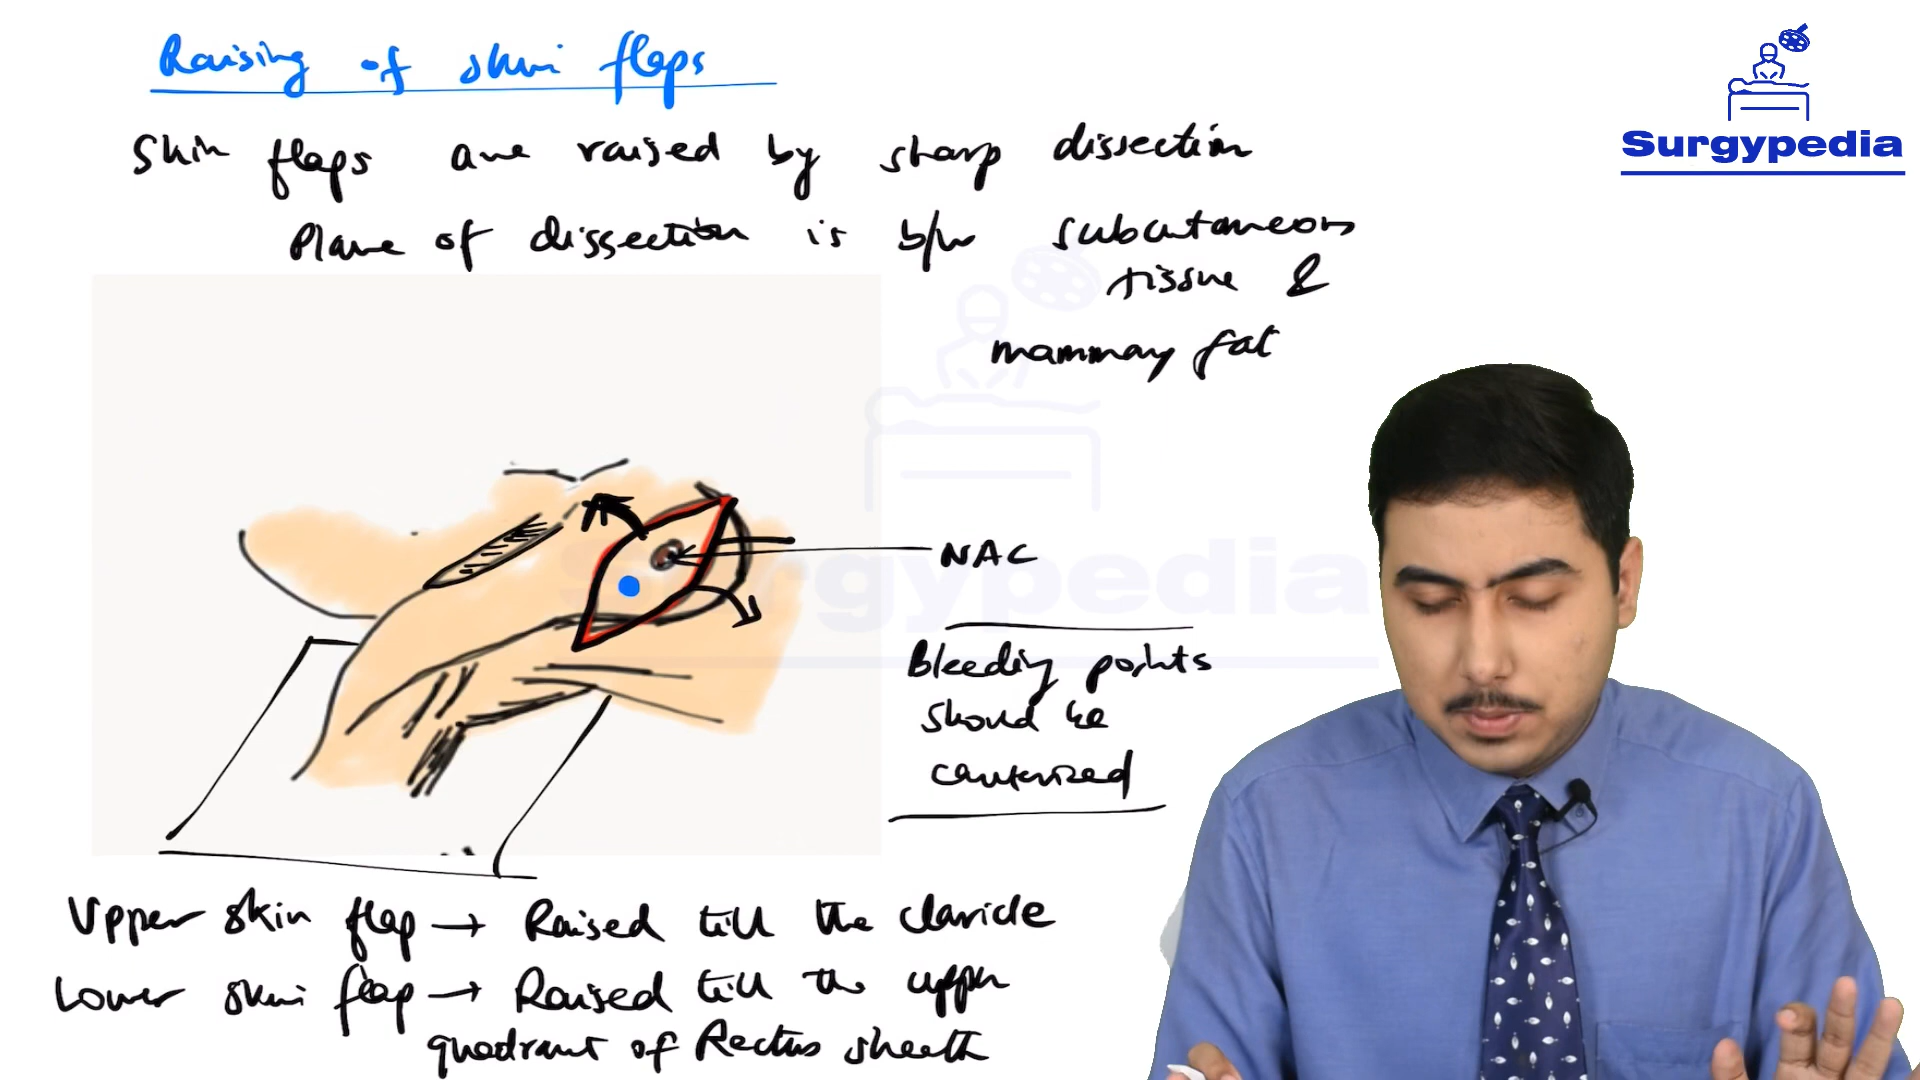 Raising of skin flaps
Surgypedia
Skin flaps are raised by sharp dissection
Plane of dissection is b/w subcutaneous
tissue &
mammary fat
NAC
Surgypedia
Bleeding points
should be
cauterized
Upper skin flap → Raised till the clavicle
Lower skin flap → Raised till the upper
quadrant of Rectus sheath